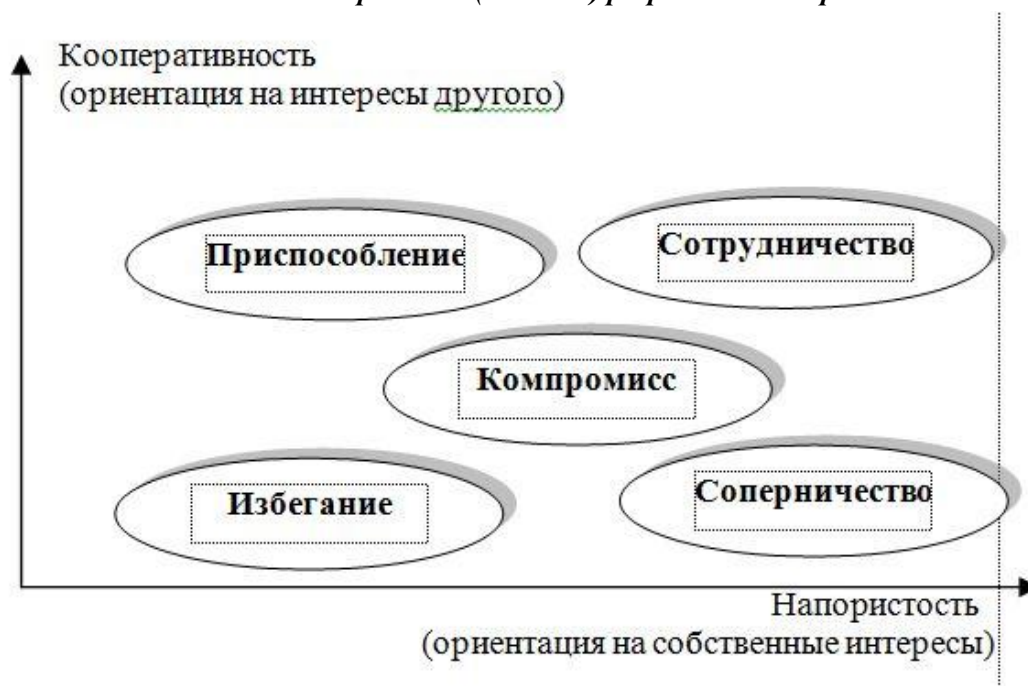 Кооперативность
(ориентация на интересы другого)
Приспособление
Сотрудничество
Компромисс
Избегание
Соперничество
Напористость
(ориентация на собственные интересы)